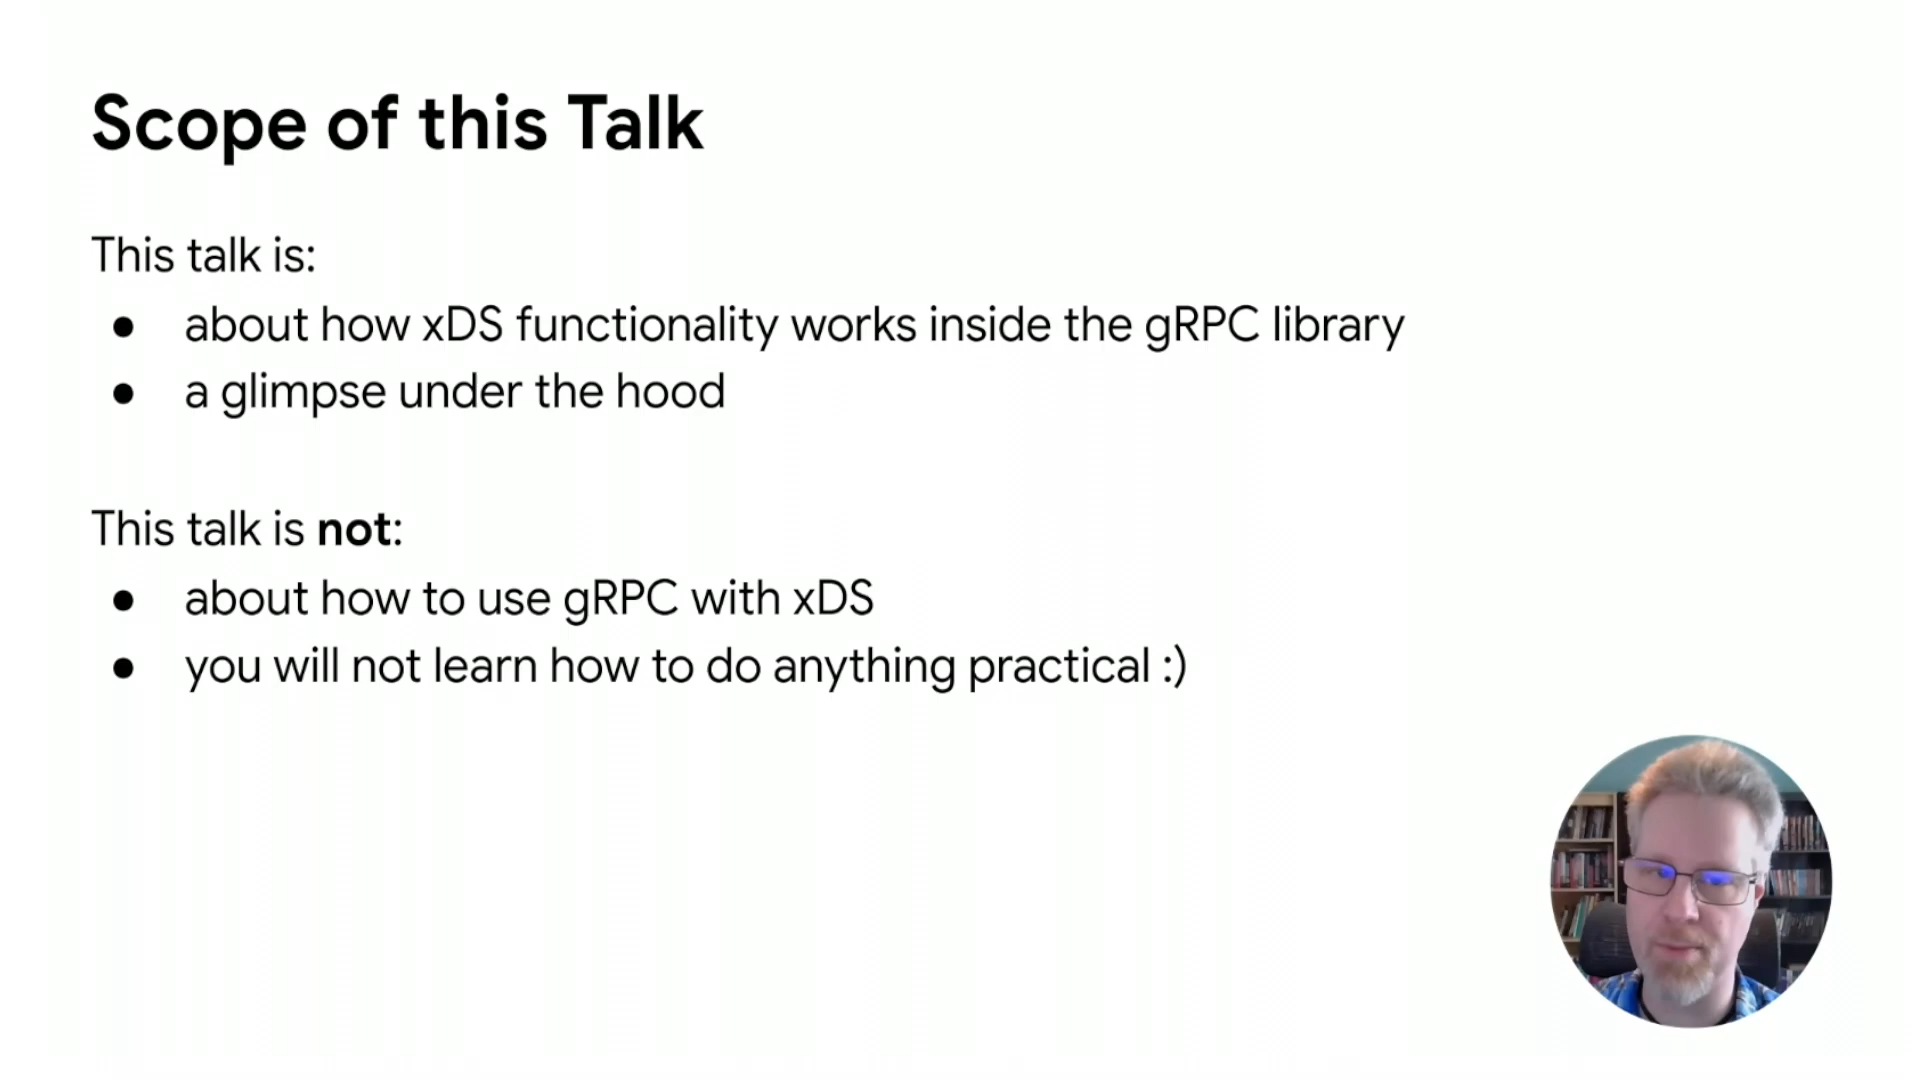 Scope of this Talk
This talk is:
● about how xDS functionality works inside the gRPC library
● a glimpse under the hood
This talk is not:
● about how to use gRPC with xDS
● you will not learn how to do anything practical :)